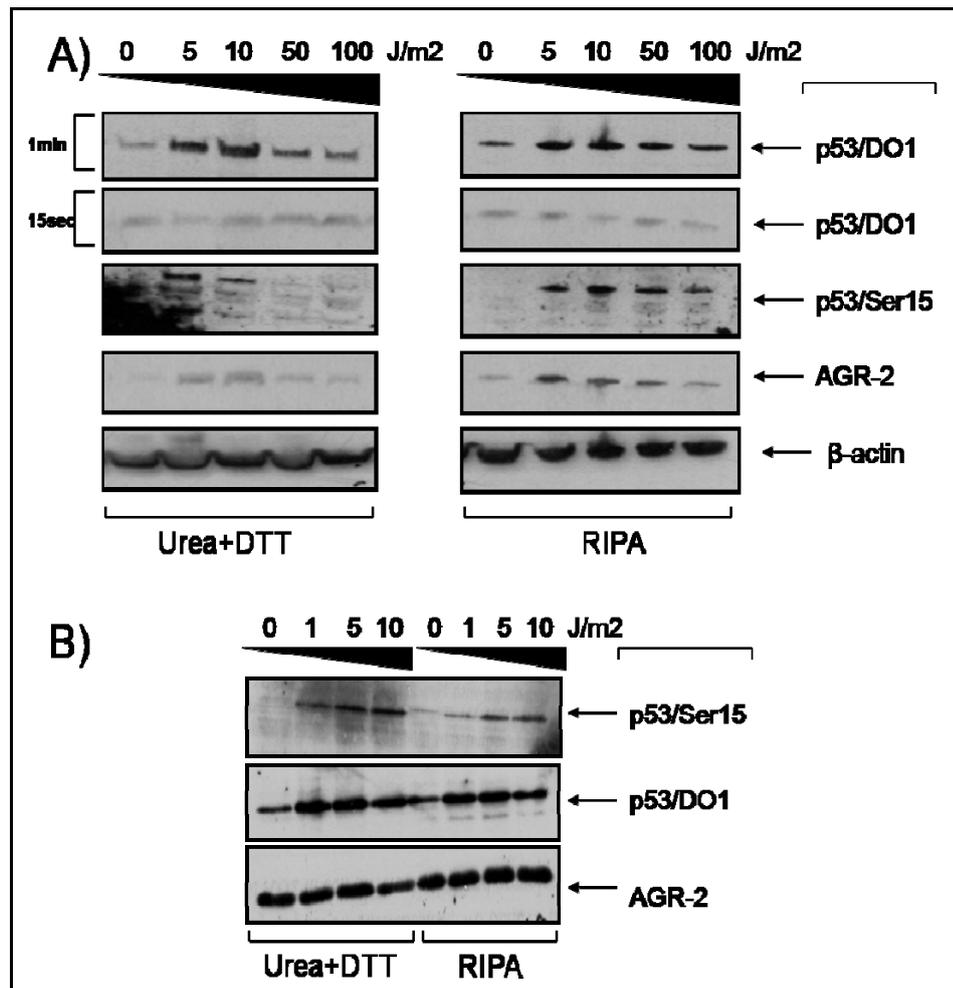 A)
0 5 10 50 100 J/m2
0 5 10 50 100 J/m2
1min
p53/DO1
15sec
p53/DO1
p53/Ser15
AGR-2
β-actin
Urea+DTT
RIPA
B)
0 1 5 10 0 1 5 10 J/m2
p53/Ser15
p53/DO1
AGR-2
Urea+DTT
RIPA